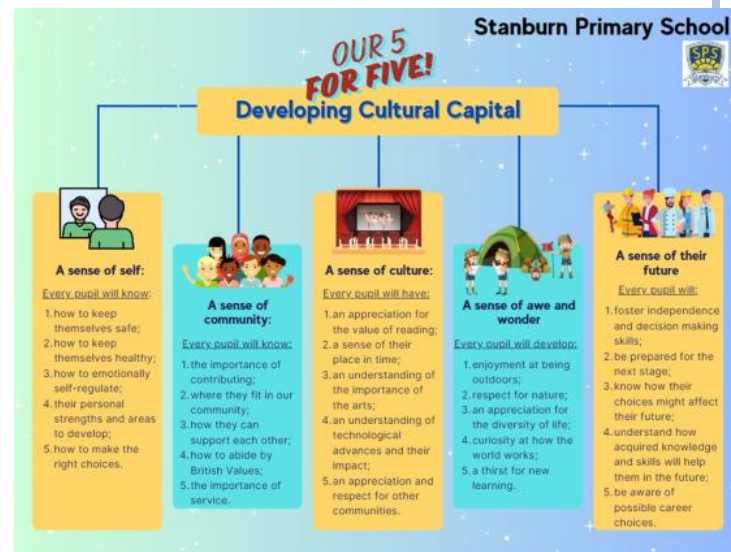 Stanburn Primary School
SPS
OUR 5
FOR FIVE!
Developing Cultural Capital
A sense of self:
Every pupil will know:
1.how to keep
themselves safe;
2.how to keep
themselves healthy;
3.how to emotionally
self-regulate;
4.their personal
strengths and areas
to develop;
5.how to make the
right choices.
A sense of
community:
Every pupil will know:
1.the importance of
contributing;
2.where they fit in our
community;
3.how they can
support each other;
4.how to abide by
British Values;
5.the importance of
service.
A sense of culture:
Every pupil will have:
1.an appreciation for
the value of reading;
2.a sense of their
place in time;
3.an understanding of
the importance of
the arts;
4.an understanding of
technological
advances and their
impact;
5.an appreciation and
respect for other
communities.
A sense of awe and
wonder
Every pupil will develop:
1.enjoyment at being
outdoors;
2.respect for nature;
3.an appreciation for
the diversity of life;
4.curiosity at how the
world works;
5.a thirst for new
learning.
A sense of their
future
Every pupil will:
1.foster independence
and decision making
skills;
2.be prepared for the
next stage;
3.know how their
choices might affect
their future;
4.understand how
acquired knowledge
and skills will help
them in the future;
5.be aware of
possible career
choices.